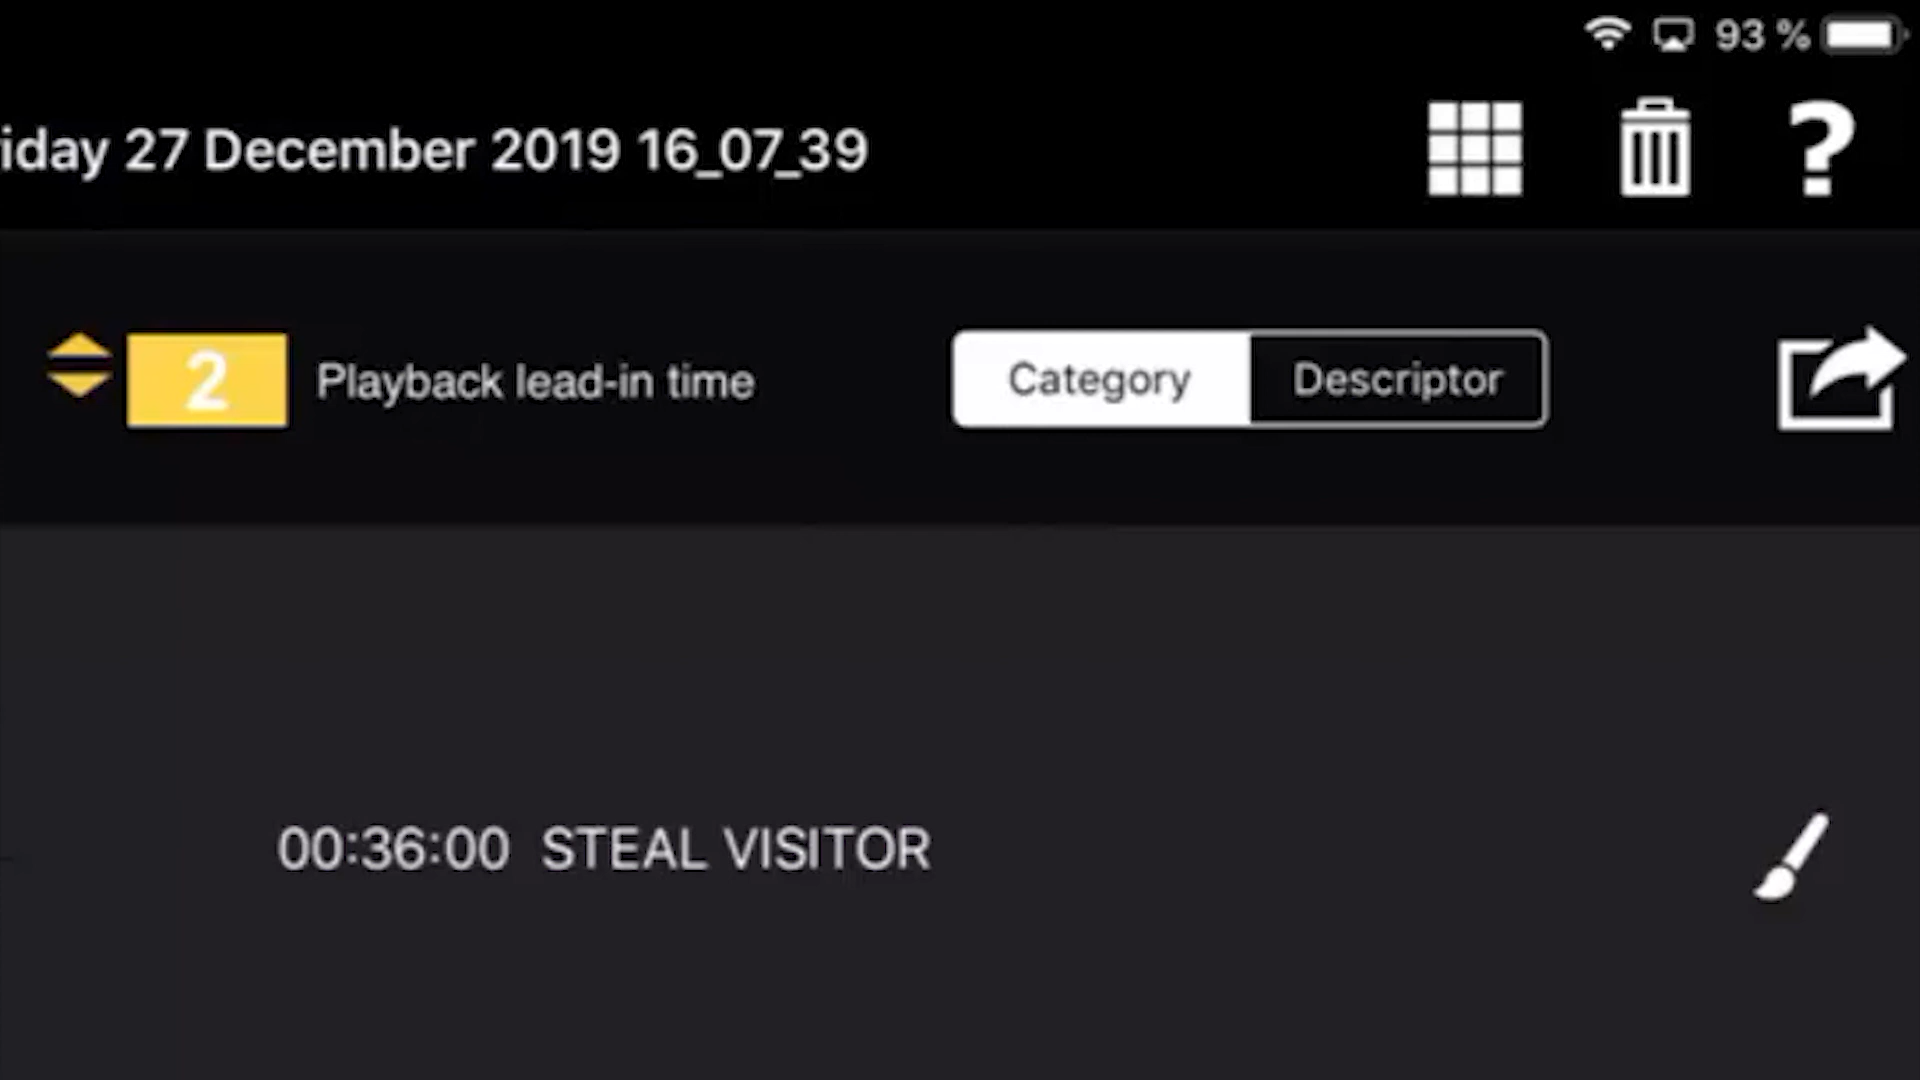 93 %
iday 27 December 2019 16_07_39
?
2 Playback lead-in time Category Descriptor
00:36:00 STEAL VISITOR